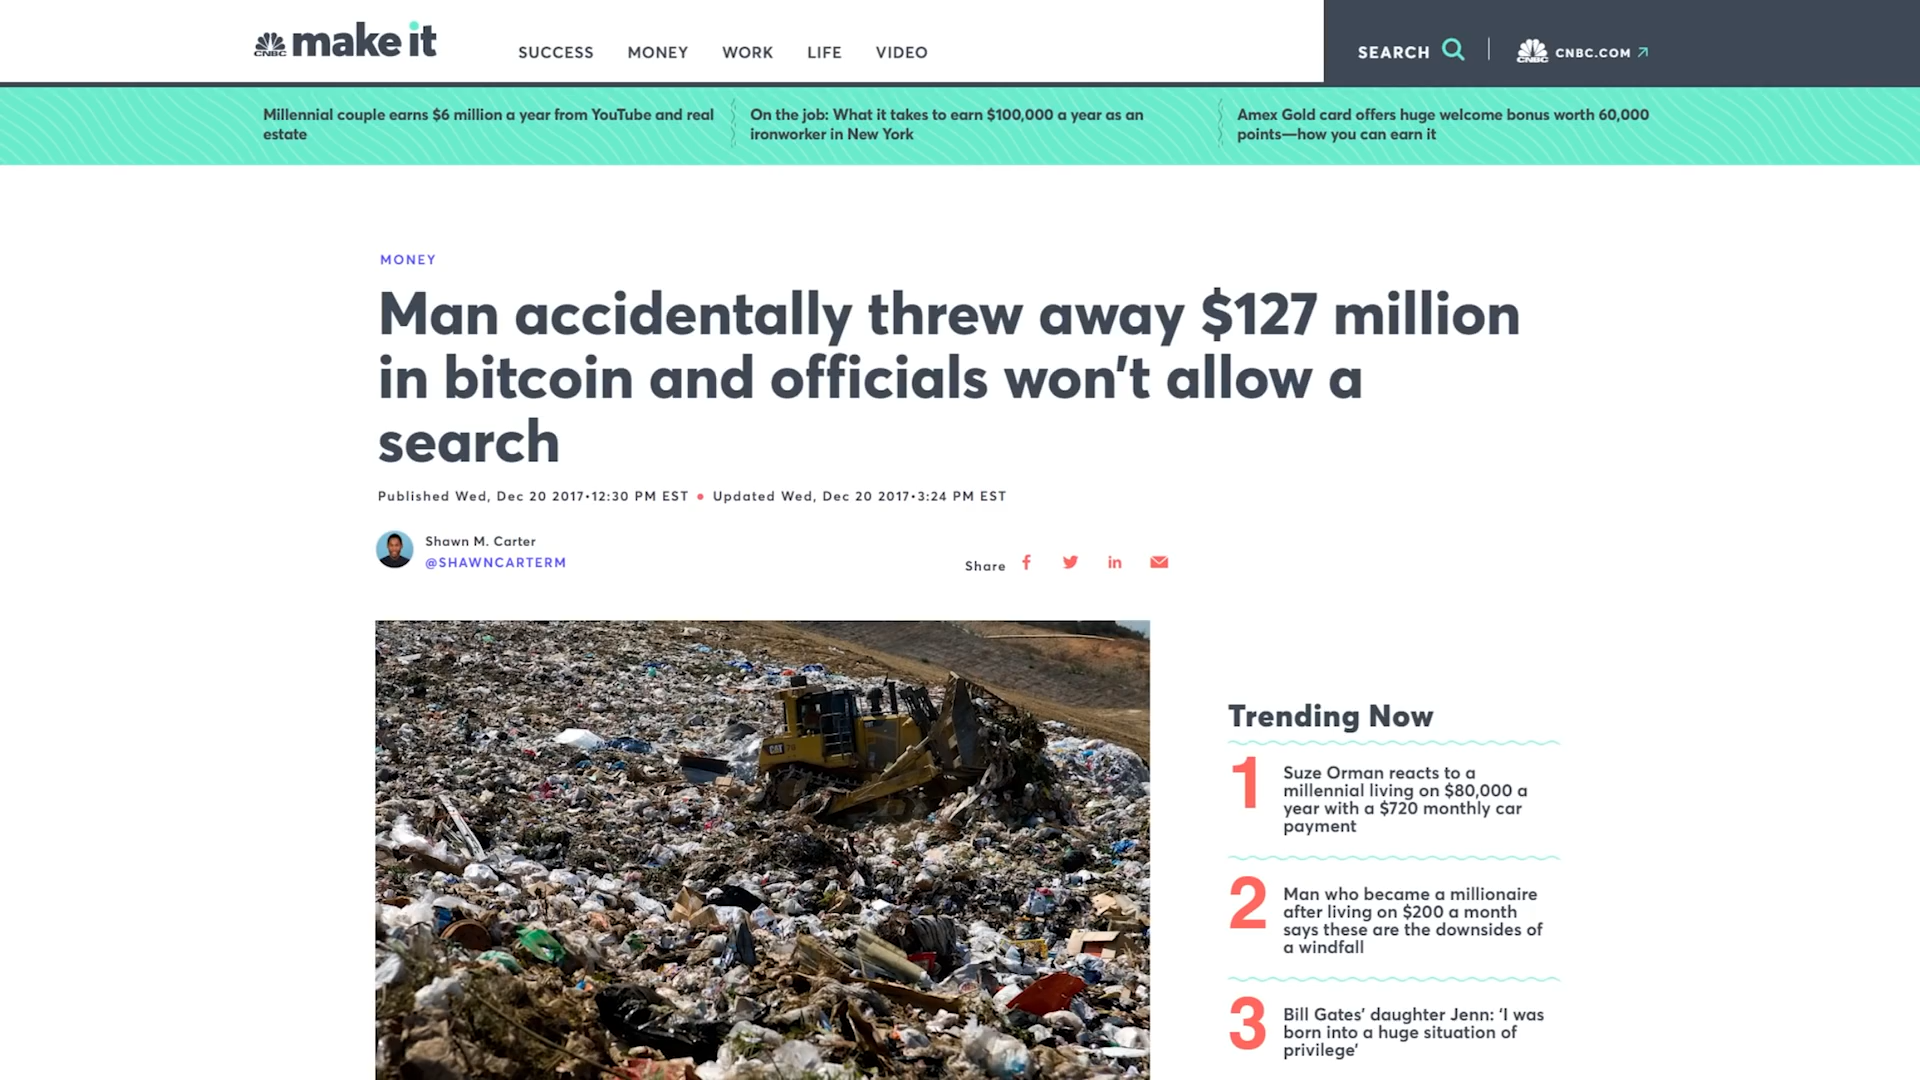 CNBC make it
SUCCESS MONEY WORK LIFE VIDEO
SEARCH
CNBC CNBC.COM
Millennial couple earns $6 million a year from YouTube and real
estate
On the job: What it takes to earn $100,000 a year as an
ironworker in New York
Amex Gold card offers huge welcome bonus worth 60,000
points—how you can earn it
MONEY
Man accidentally threw away $127 million
in bitcoin and officials won’t allow a
search
Published Wed, Dec 20 2017•12:30 PM EST • Updated Wed, Dec 20 2017•3:24 PM EST
Shawn M. Carter
@SHAWNCARTERM
Share
CAT
Trending Now
1
Suze Orman reacts to a
millennial living on $80,000 a
year with a $720 monthly car
payment
2
Man who became a millionaire
after living on $200 a month
says these are the downsides of
a windfall
3
Bill Gates’ daughter Jenn: ‘I was
born into a huge situation of
privilege’